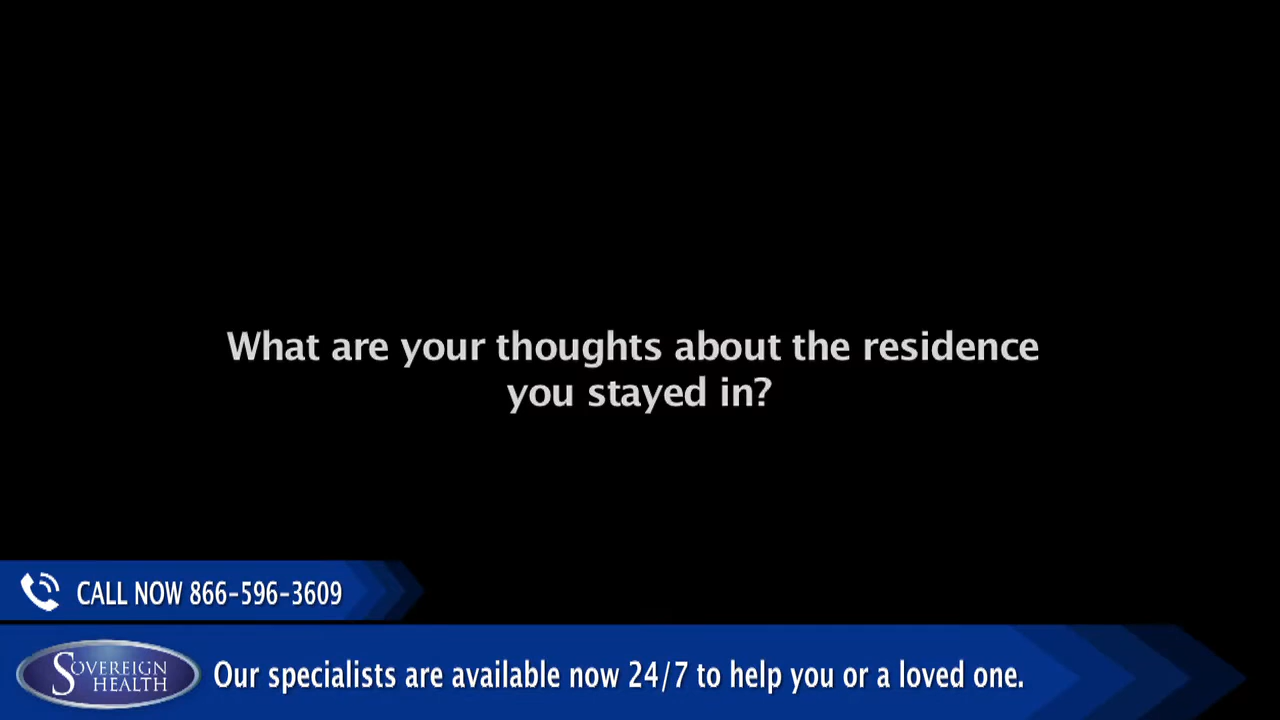 What are your thoughts about the residence
you stayed in?
CALL NOW 866-596-3609
SOVEREIGN
HEALTH
Our specialists are available now 24/7 to help you or a loved one.